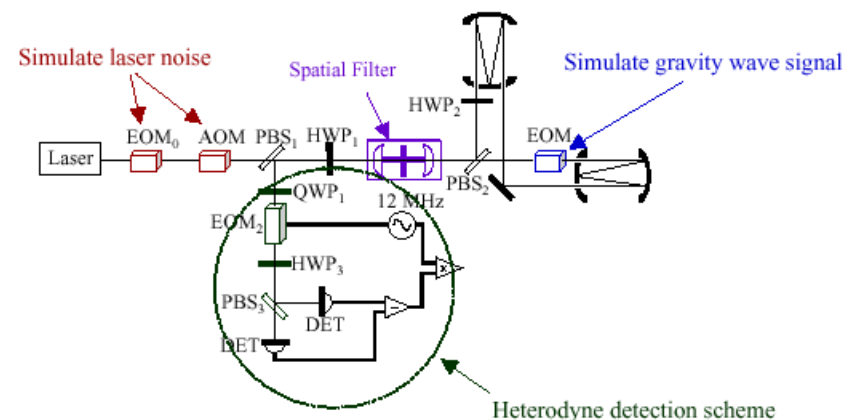 Simulate laser noise
Spatial Filter
Simulate gravity wave signal
HWP2
EOM0
AOM
PBS1
HWP1
EOM
Laser
PBS2
QWP1
12 MHz
EOM2
HWP3
x
PBS3
−
DET
DET
Heterodyne detection scheme